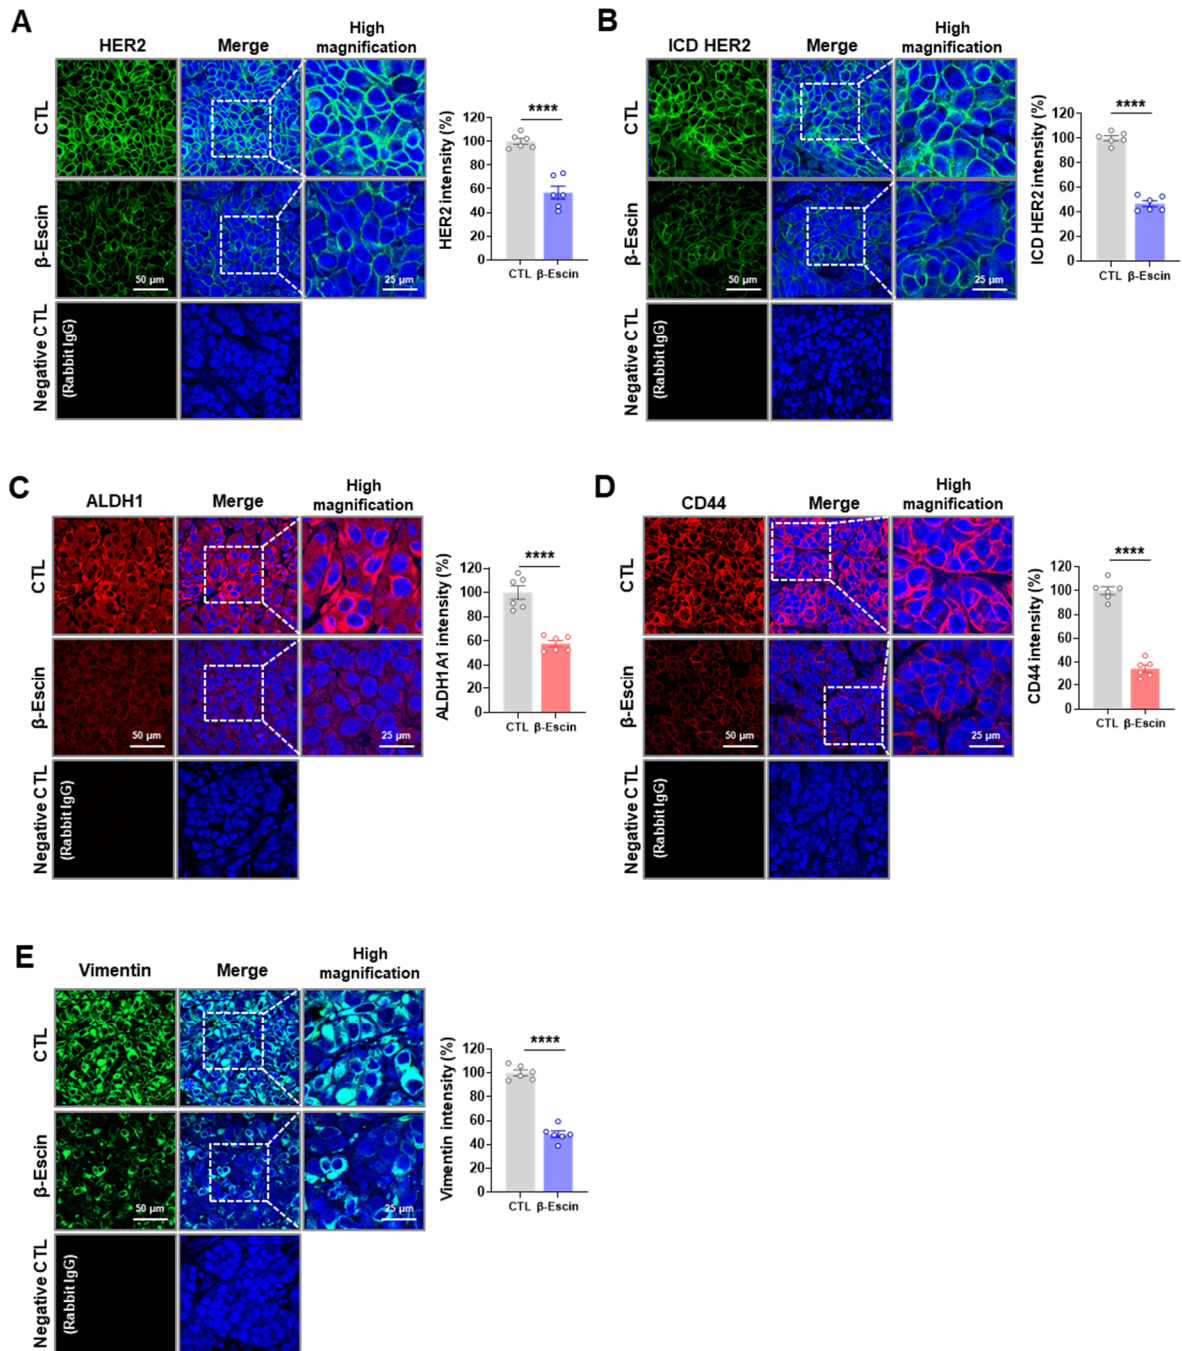 A
HER2
Merge
High
magnification
CTL
β-Escin
50 μm
25 μm
Negative CTL
(Rabbit IgG)
HER2 intensity (%)
120
100
80
60
40
20
0
****
CTL
β-Escin
B
ICD HER2
Merge
High
magnification
CTL
β-Escin
50 μm
25 μm
Negative CTL
(Rabbit IgG)
ICD HER2 intensity (%)
120
100
80
60
40
20
0
****
CTL
β-Escin
C
ALDH1
Merge
High
magnification
CTL
β-Escin
50 μm
25 μm
Negative CTL
(Rabbit IgG)
ALDH1A1 intensity (%)
120
100
80
60
40
20
0
****
CTL
β-Escin
D
CD44
Merge
High
magnification
CTL
β-Escin
50 μm
25 μm
Negative CTL
(Rabbit IgG)
CD44 intensity (%)
120
100
80
60
40
20
0
****
CTL
β-Escin
E
Vimentin
Merge
High
magnification
CTL
β-Escin
50 μm
25 μm
Negative CTL
(Rabbit IgG)
Vimentin intensity (%)
120
100
80
60
40
20
0
****
CTL
β-Escin